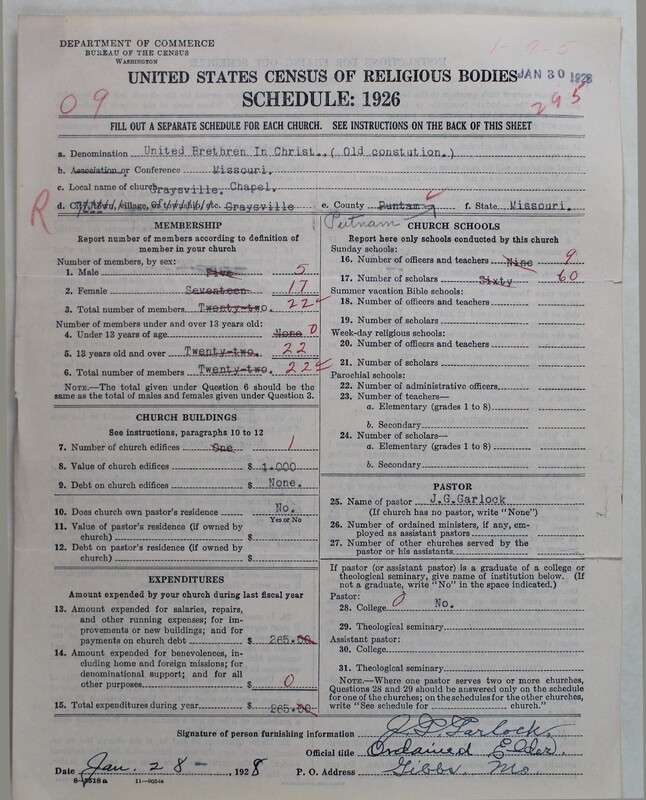 DEPARTMENT OF COMMERCE
BUREAU OF THE CENSUS
WASHINGTON
1-9-5
UNITED STATES CENSUS OF RELIGIOUS BODIES JAN 30 1928
09
SCHEDULE: 1926
295
FILL OUT A SEPARATE SCHEDULE FOR EACH CHURCH. SEE INSTRUCTIONS ON THE BACK OF THIS SHEET
a. Denomination United Brethren In Christ.,( Old constution.)
b. Association or Conference Missouri.
c. Local name of church Graysville. Chapel.
R
d. City, town, village, or township, etc. Graysville e. County Puntam f. State Missouri.
Putnam
MEMBERSHIP
Report number of members according to definition of
member in your church
Number of members, by sex:
1. Male Five 5
2. Female Seventeen 17
3. Total number of members Twenty-two. 22
Number of members under and over 13 years old:
4. Under 13 years of age None 0
5. 13 years old and over Twenty-two. 22
6. Total number of members Twenty-two. 22
NOTE.—The total given under Question 6 should be
same as the total of males and females given under Question 3.
CHURCH BUILDINGS
See instructions, paragraphs 10 to 12
7. Number of church edifices One 1
8. Value of church edifices $ 1.000
9. Debt on church edifices $ None.
10. Does church own pastor's residence No.
Yes or No
11. Value of pastor's residence (if owned by
church) $
12. Debt on pastor's residence (if owned by
church) $
EXPENDITURES
Amount expended by your church during last fiscal year
13. Amount expended for salaries, repairs,
and other running expenses; for im-
provements or new buildings; and for
payments on church debt $ 265.00
14. Amount expended for benevolences, in-
cluding home and foreign missions; for
denominational support; and for all
other purposes $ 0
15. Total expenditures during year $ 265.00
CHURCH SCHOOLS
Report here only schools conducted by this church
Sunday schools:
16. Number of officers and teachers Nine 9
17. Number of scholars Sixty 60
Summer vacation Bible schools:
18. Number of officers and teachers
19. Number of scholars
Week-day religious schools:
20. Number of officers and teachers
21. Number of scholars
Parochial schools:
22. Number of administrative officers
23. Number of teachers—
a. Elementary (grades 1 to 8)
b. Secondary
24. Number of scholars—
a. Elementary (grades 1 to 8)
b. Secondary
PASTOR
25. Name of pastor J.G.Garlock
(If church has no pastor, write "None")
26. Number of ordained ministers, if any, em-
ployed as assistant pastors
27. Number of other churches served by the
pastor or his assistants
If pastor (or assistant pastor) is a graduate of a college or
theological seminary, give name of institution below. (If
not a graduate, write "No" in the space indicated.)
Pastor:
28. College 0 No.
29. Theological seminary
Assistant pastor:
30. College
31. Theological seminary
NOTE.—Where one pastor serves two or more churches,
Questions 28 and 29 should be answered only on the schedule
for one of the churches; on the schedules for the other churches,
write "See schedule for church."
Signature of person furnishing information Garlock.
Official title Ordained Elder.
Date Jan. 28- 1928 P. O. Address Gibbs, Mo.
8-5518a 11-9054a